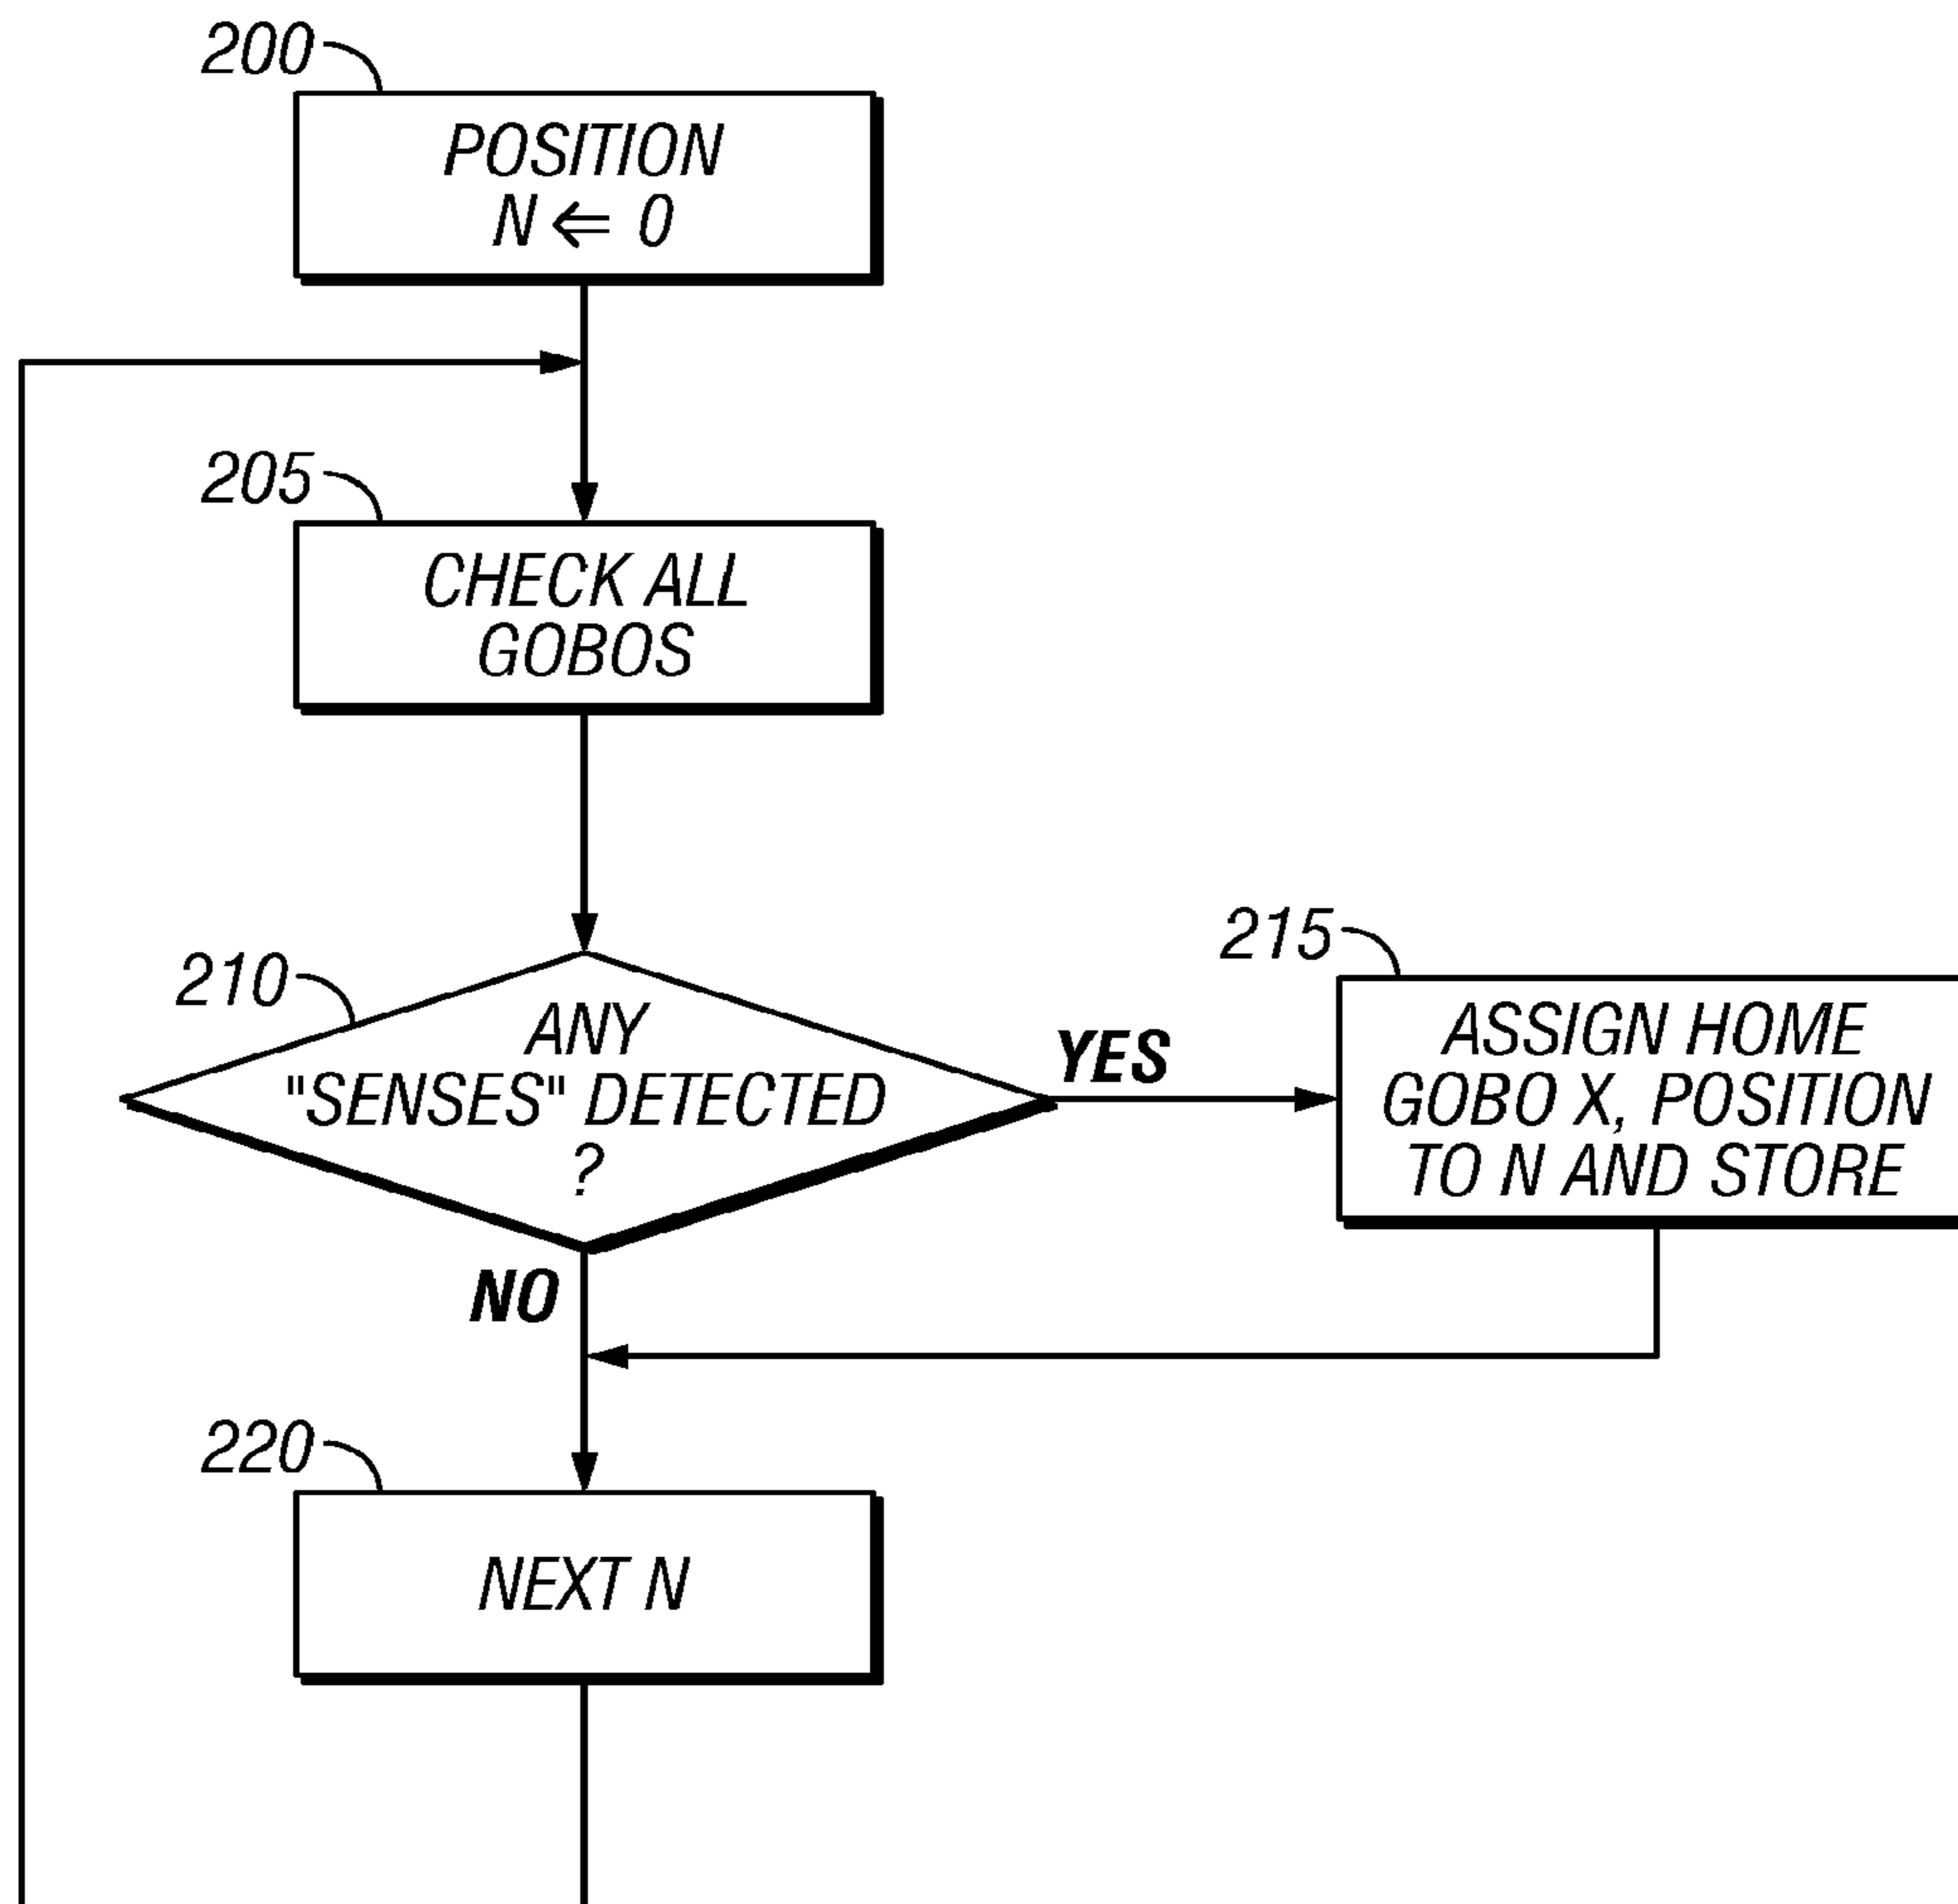 200
POSITION
N ⇐ 0
205
CHECK ALL
GOBOS
210
ANY
"SENSES" DETECTED
?
YES
215
ASSIGN HOME
GOBO X, POSITION
TO N AND STORE
NO
220
NEXT N